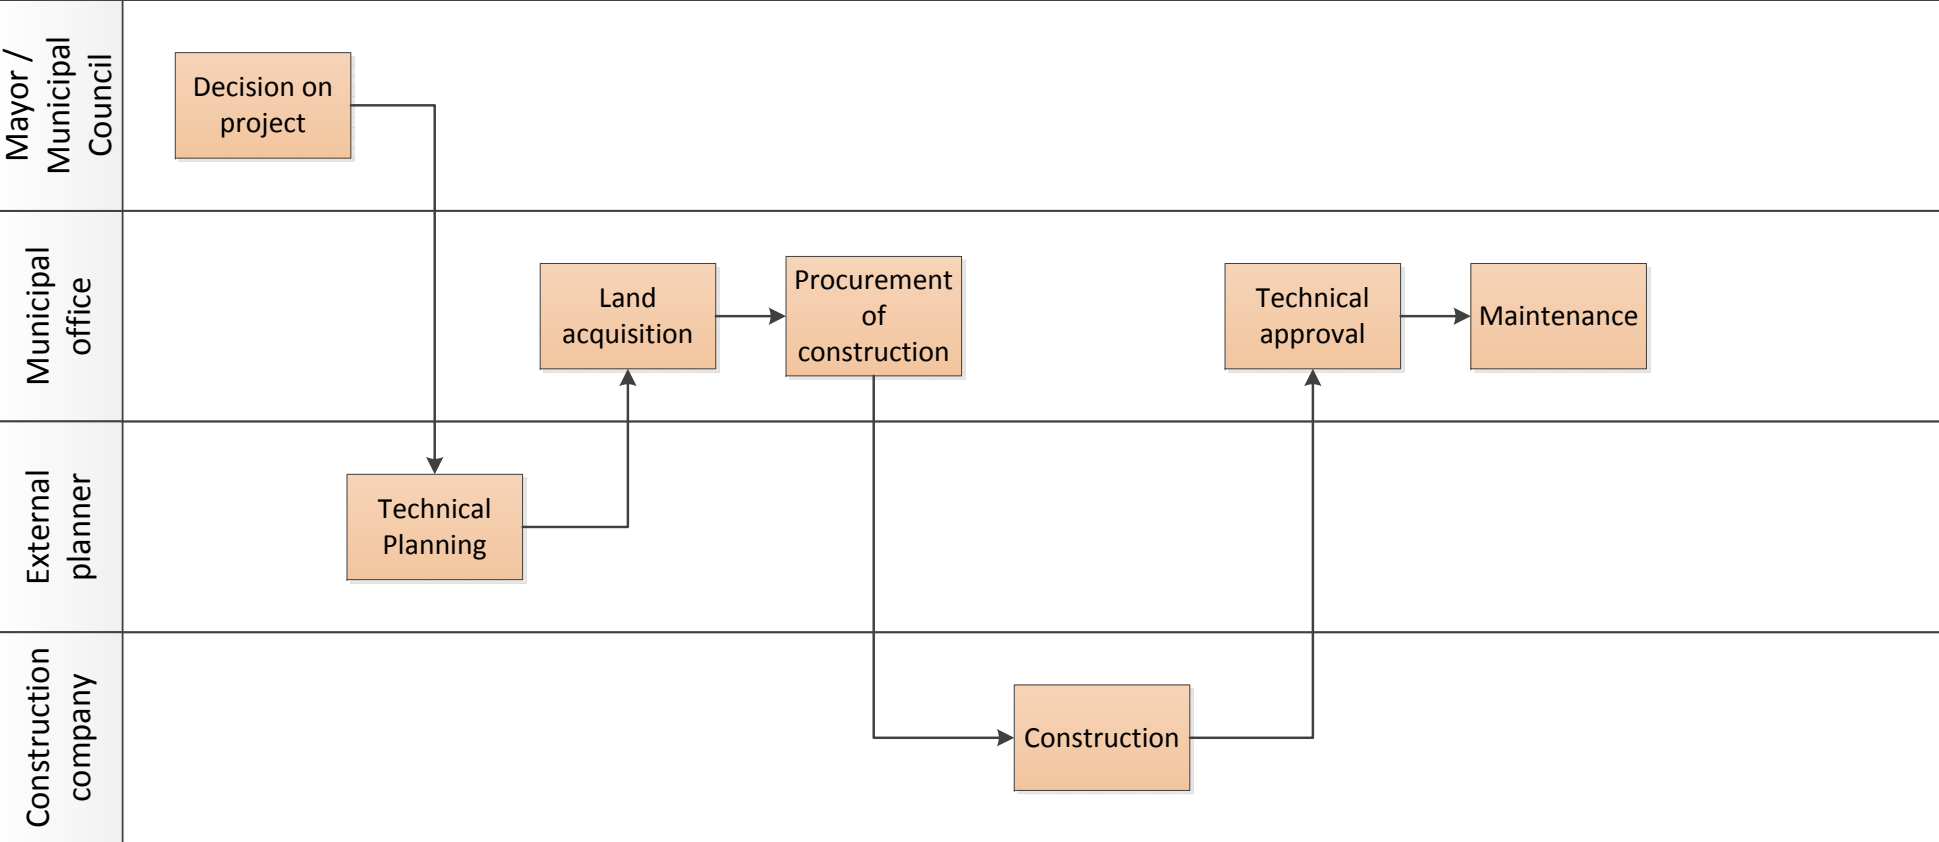 Mayor /
Municipal
Council
Decision on
project
Municipal
office
Land
acquisition
Procurement
of
construction
Technical
approval
Maintenance
External
planner
Technical
Planning
Construction
company
Construction